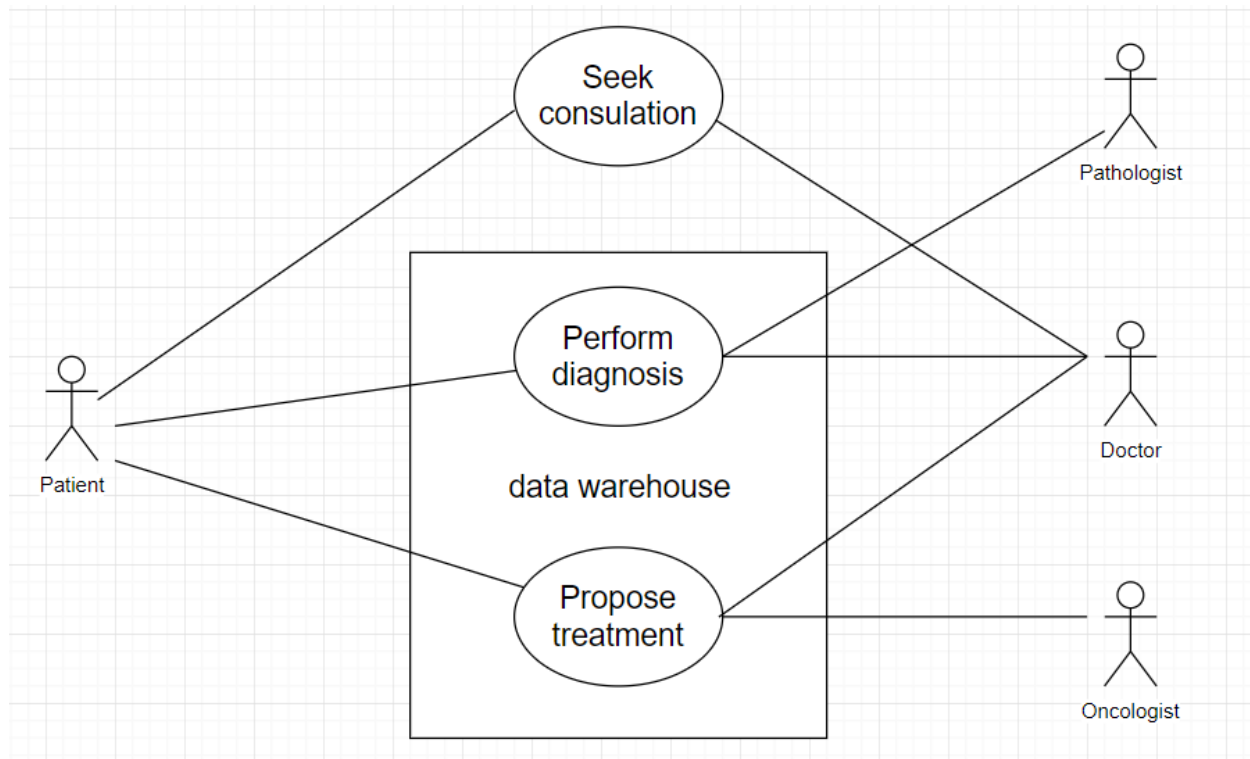 Seek
consulation
Pathologist
Perform
diagnosis
Doctor
Patient
data warehouse
Propose
treatment
Oncologist